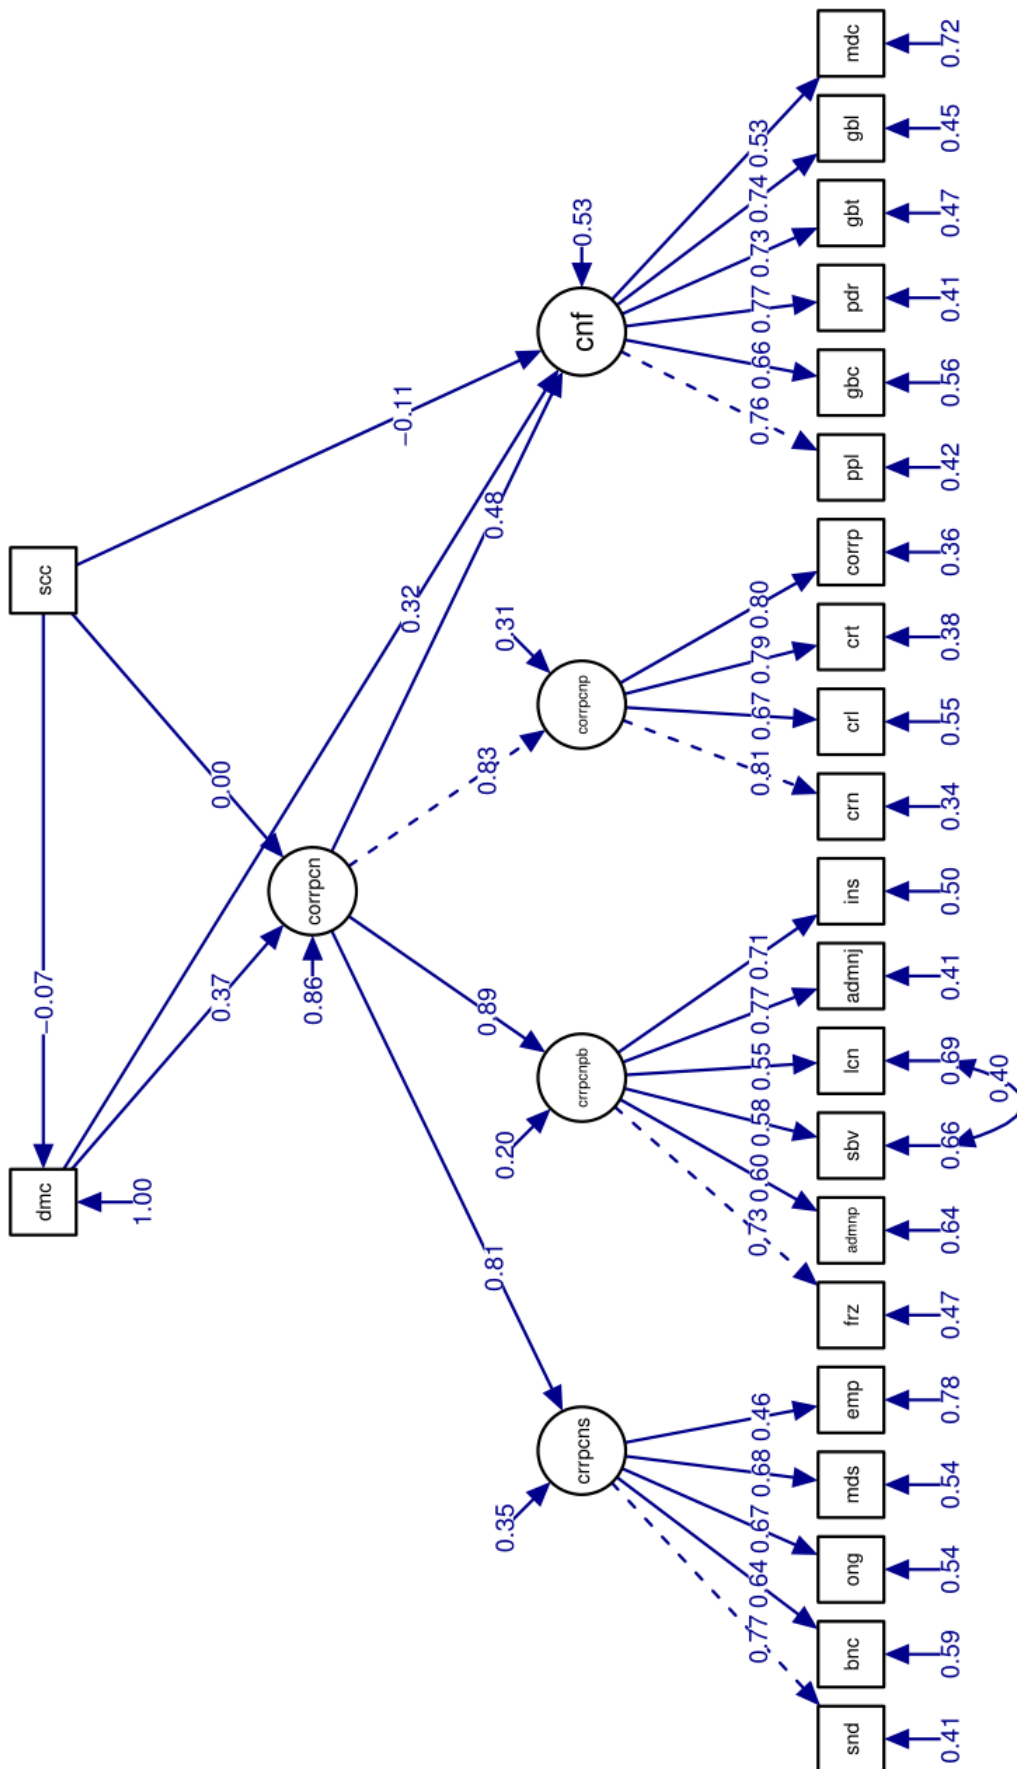 dmc
scc
1.00
−0.07
0.37
0.32
0.00
−0.11
corrpcn
0.86
0.81
0.89
0.83
0.48
crrpcns
0.35
crrpcnpb
0.20
corrpcnp
0.31
cnf
0.53
0.77
0.64
0.67
0.68
0.46
0.73
0.60
0.58
0.55
0.77
0.71
0.81
0.67
0.79
0.80
0.76
0.66
0.77
0.73
0.74
0.53
snd
bnc
ong
mds
emp
frz
admnp
sbv
lcn
admnj
ins
crn
crl
crt
corrp
ppl
gbc
pdr
gbt
gbl
mdc
0.41
0.59
0.54
0.54
0.78
0.47
0.64
0.66
0.69
0.41
0.50
0.34
0.55
0.38
0.36
0.42
0.56
0.41
0.47
0.45
0.72
0.40